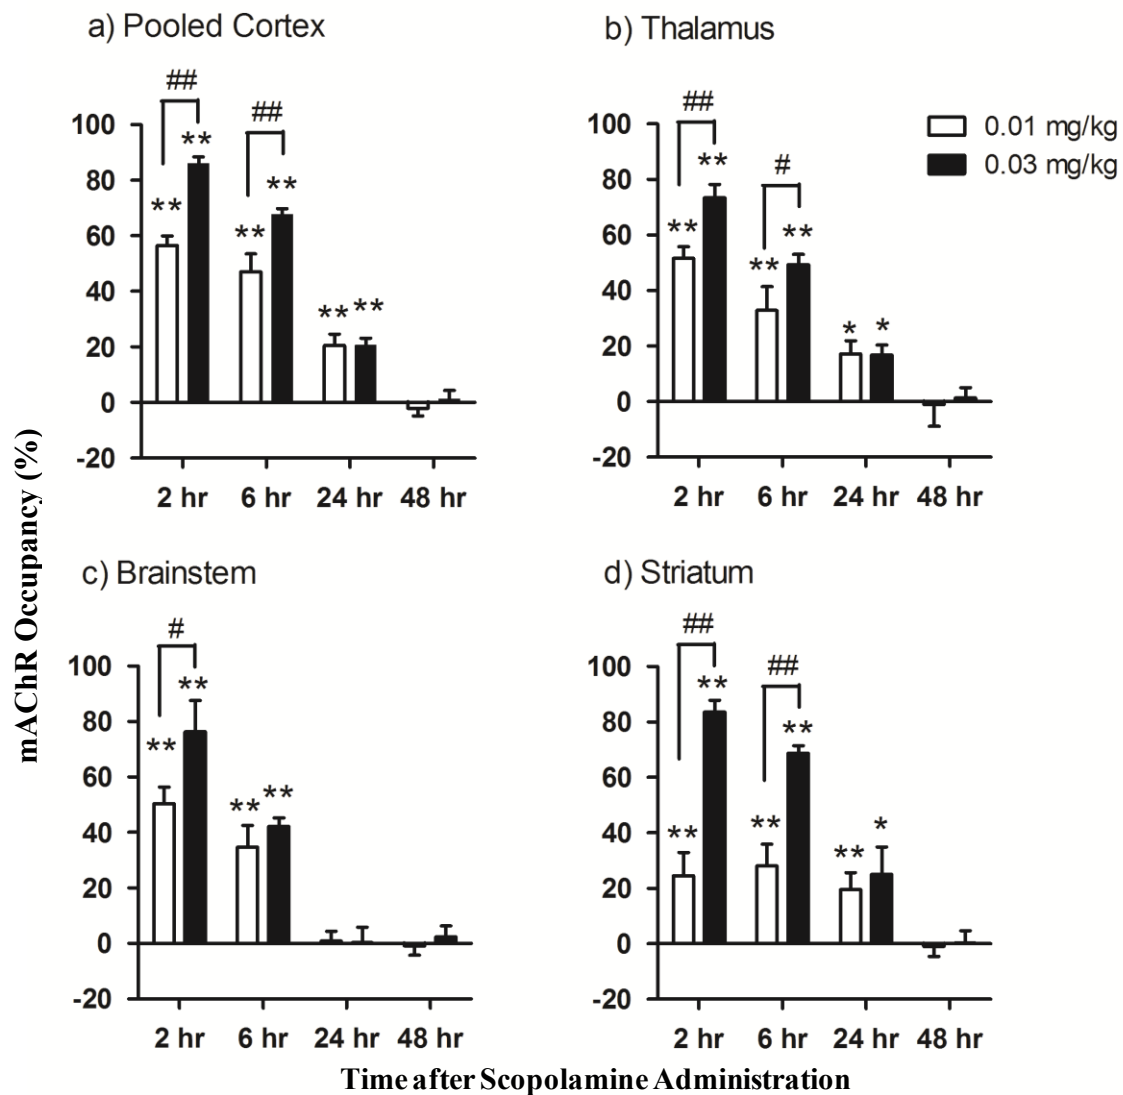 a) Pooled Cortex
##
##
100
80
60
40
20
0
-20
**
**
**
**
**
**
2 hr
6 hr
24 hr
48 hr
b) Thalamus
##
#
100
80
60
40
20
0
-20
**
**
**
**
*
*
2 hr
6 hr
24 hr
48 hr
0.01 mg/kg
0.03 mg/kg
mAChR Occupancy (%)
c) Brainstem
#
100
80
60
40
20
0
-20
**
**
**
**
2 hr
6 hr
24 hr
48 hr
d) Striatum
##
##
100
80
60
40
20
0
-20
**
**
**
**
**
*
2 hr
6 hr
24 hr
48 hr
Time after Scopolamine Administration